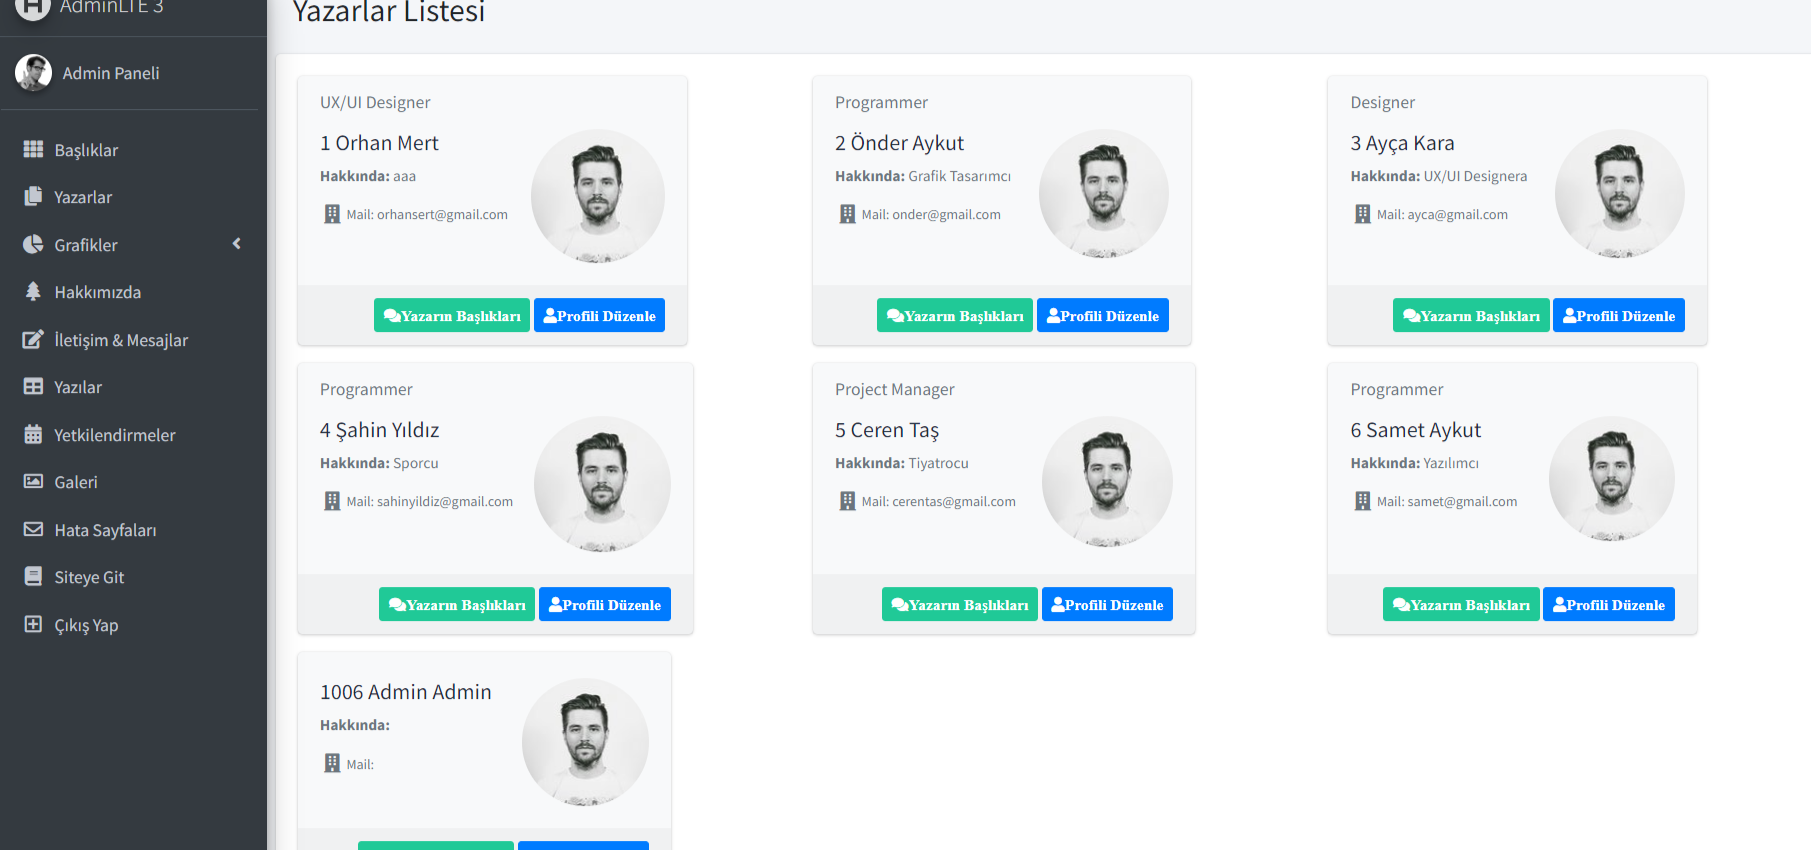 AdminLTE 3
Admin Paneli
Başlıklar
Yazarlar
Grafikler
Hakkımızda
İletişim & Mesajlar
Yazılar
Yetkilendirmeler
Galeri
Hata Sayfaları
Siteye Git
Çıkış Yap
Yazarlar Listesi
UX/UI Designer
1 Orhan Mert
Hakkında: aaa
Mail: orhansert@gmail.com
Yazarın Başlıkları
Profili Düzenle
Programmer
2 Önder Aykut
Hakkında: Grafik Tasarımcı
Mail: onder@gmail.com
Yazarın Başlıkları
Profili Düzenle
Designer
3 Ayça Kara
Hakkında: UX/UI Designera
Mail: ayca@gmail.com
Yazarın Başlıkları
Profili Düzenle
Programmer
4 Şahin Yıldız
Hakkında: Sporcu
Mail: sahinyildiz@gmail.com
Yazarın Başlıkları
Profili Düzenle
Project Manager
5 Ceren Taş
Hakkında: Tiyatrocu
Mail: cerentas@gmail.com
Yazarın Başlıkları
Profili Düzenle
Programmer
6 Samet Aykut
Hakkında: Yazılımcı
Mail: samet@gmail.com
Yazarın Başlıkları
Profili Düzenle
1006 Admin Admin
Hakkında:
Mail: